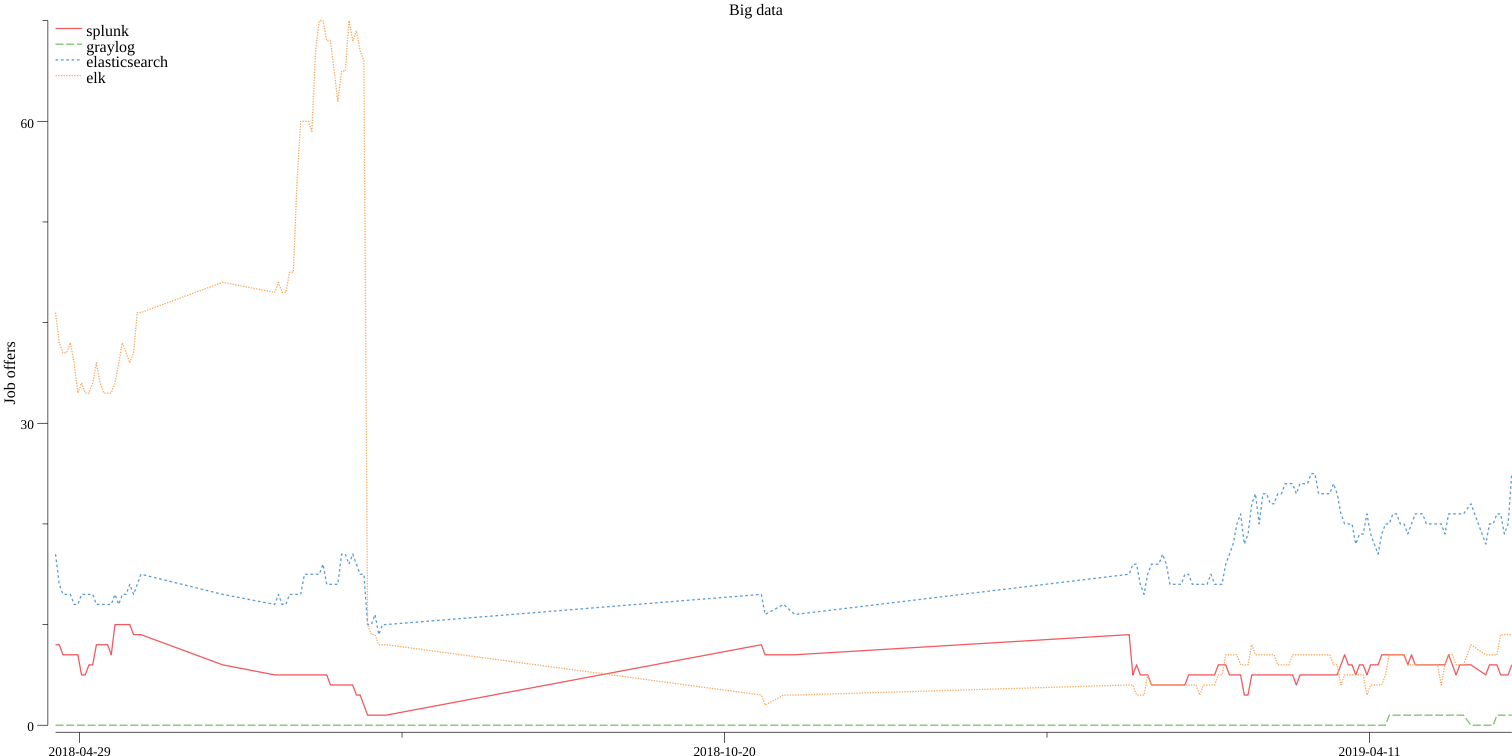 Big data
splunk
graylog
elasticsearch
elk
60
30
0
Job offers
2018-04-29
2018-10-20
2019-04-11